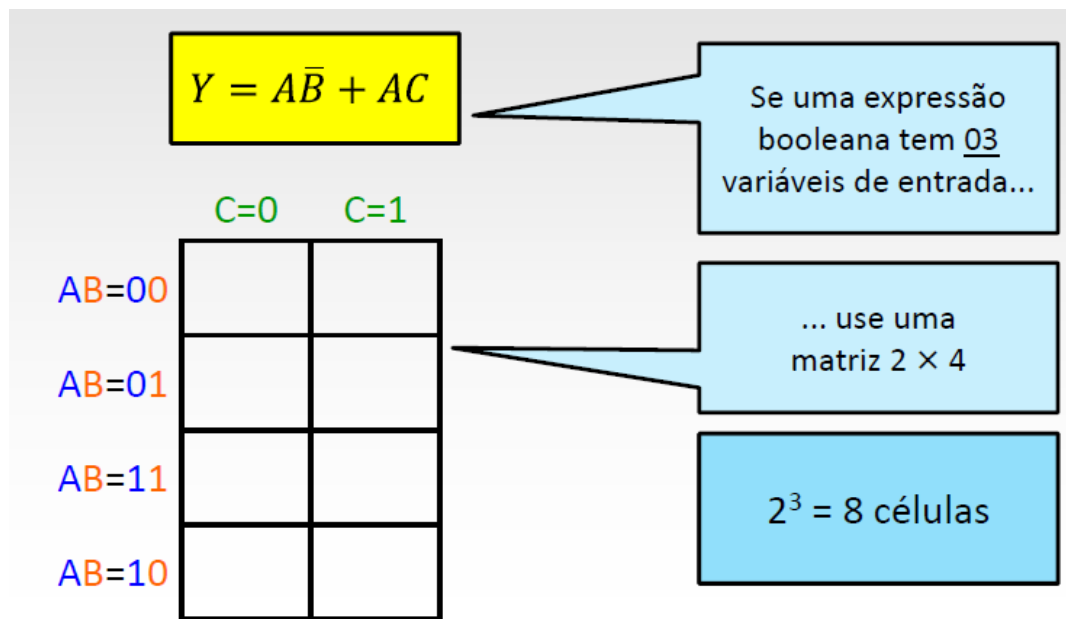 Y = AB̅ + AC
Se uma expressão
booleana tem 03
variáveis de entrada...
C=0 C=1
AB=00
AB=01
AB=11
AB=10
... use uma
matriz 2 × 4
2³ = 8 células